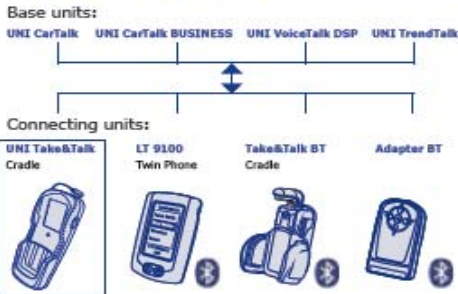 Base units:
UNI CarTalk UNI CarTalk BUSINESS UNI VoiceTalk DSP UNI TrendTalk
Connecting units:
UNI Take&Talk LT 9100 Take&Talk BT Adapter BT
Cradle Twin Phone Cradle